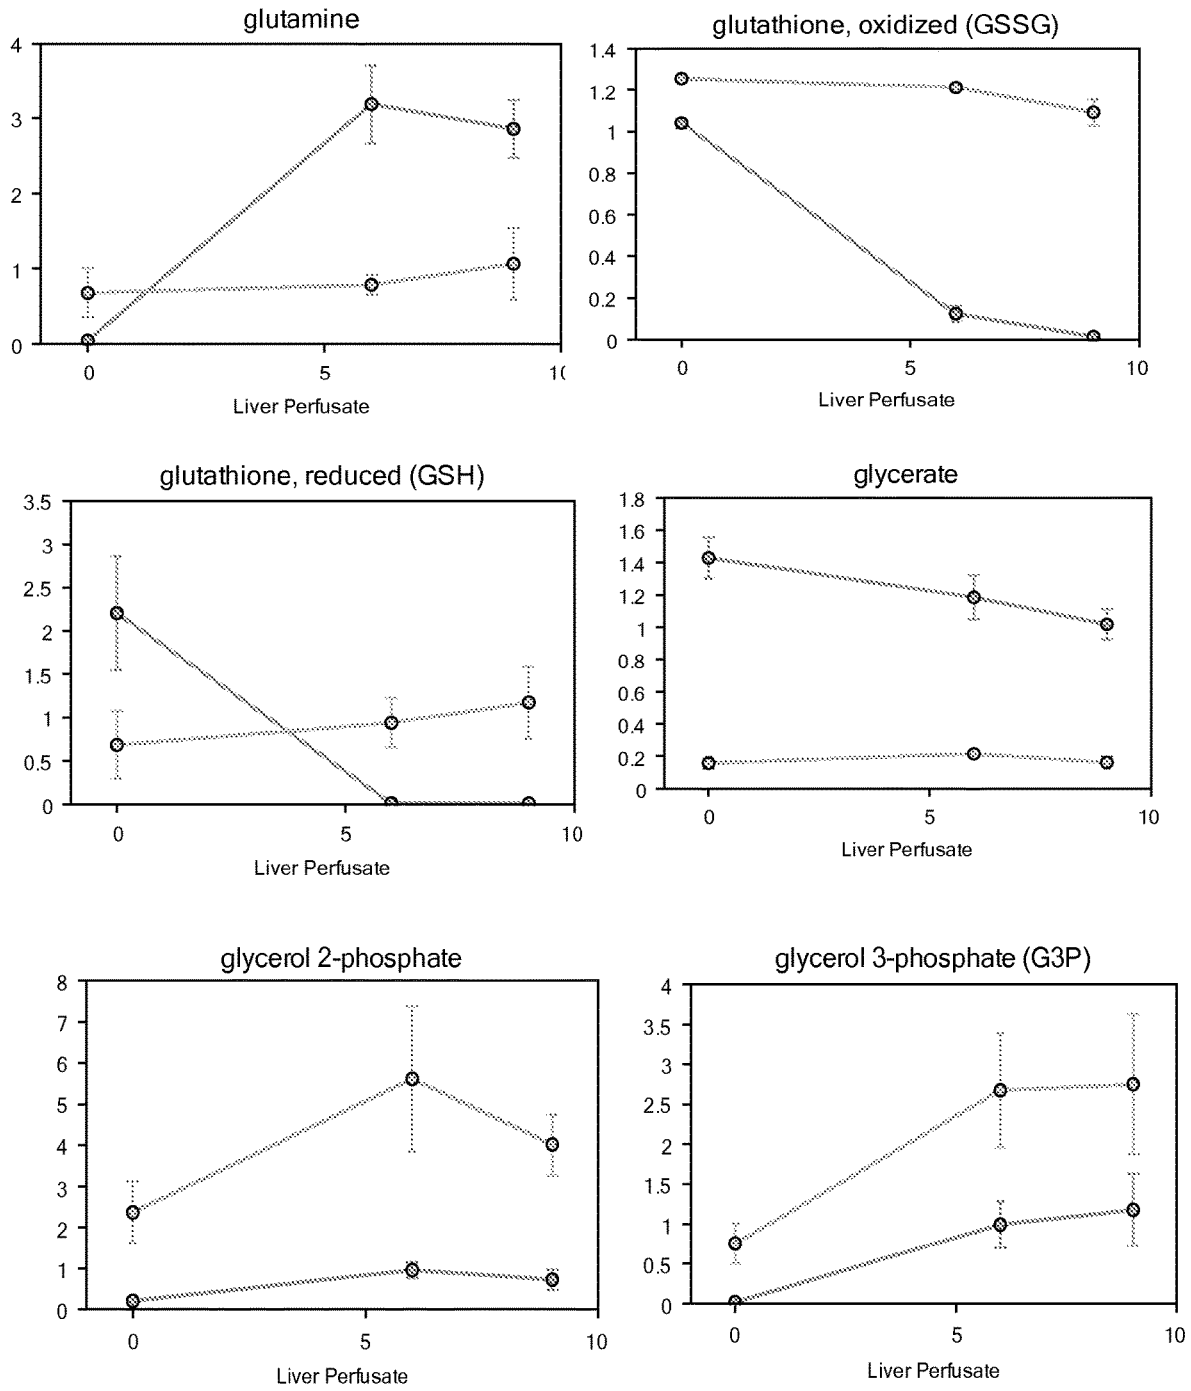 glutamine
4
3
2
1
0
0 5 10
Liver Perfusate
glutathione, oxidized (GSSG)
1.4
1.2
1
0.8
0.6
0.4
0.2
0
0 5 10
Liver Perfusate
glutathione, reduced (GSH)
3.5
3
2.5
2
1.5
1
0.5
0
0 5 10
Liver Perfusate
glycerate
1.8
1.6
1.4
1.2
1
0.8
0.6
0.4
0.2
0
0 5 10
Liver Perfusate
glycerol 2-phosphate
8
7
6
5
4
3
2
1
0
0 5 10
Liver Perfusate
glycerol 3-phosphate (G3P)
4
3.5
3
2.5
2
1.5
1
0.5
0
0 5 10
Liver Perfusate